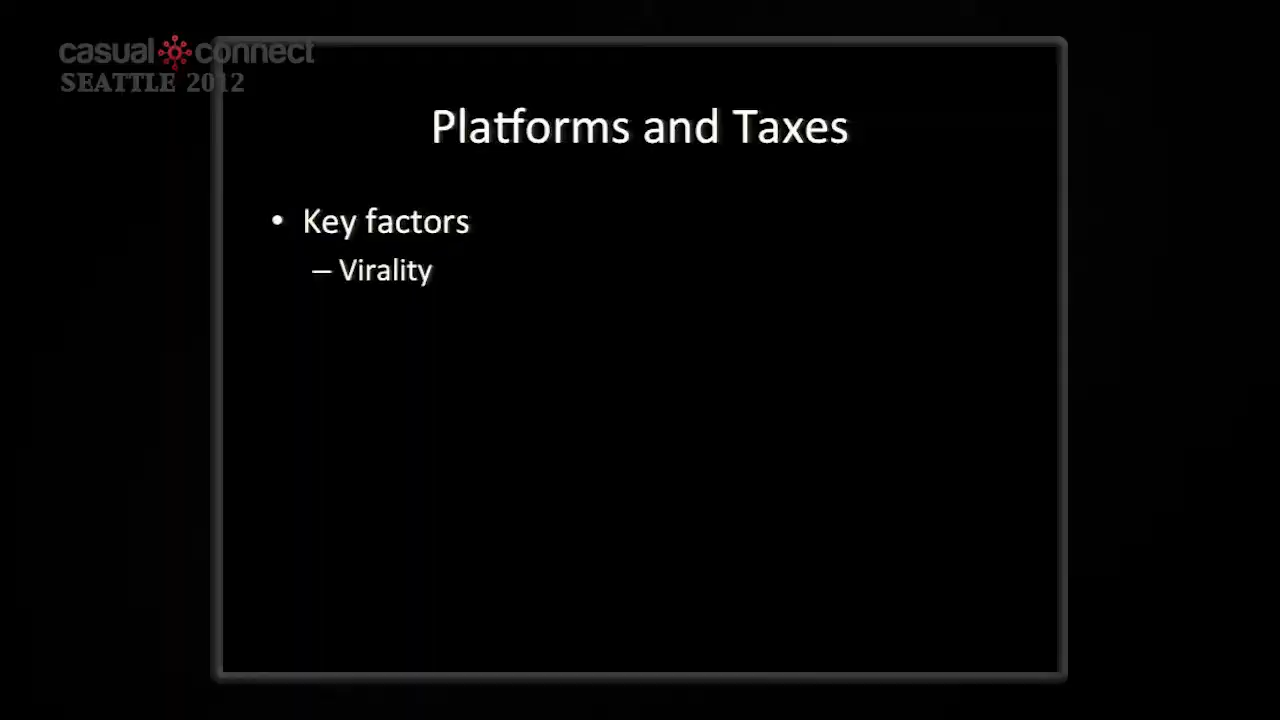 casual connect
SEATTLE 2012
Platforms and Taxes
• Key factors
– Virality